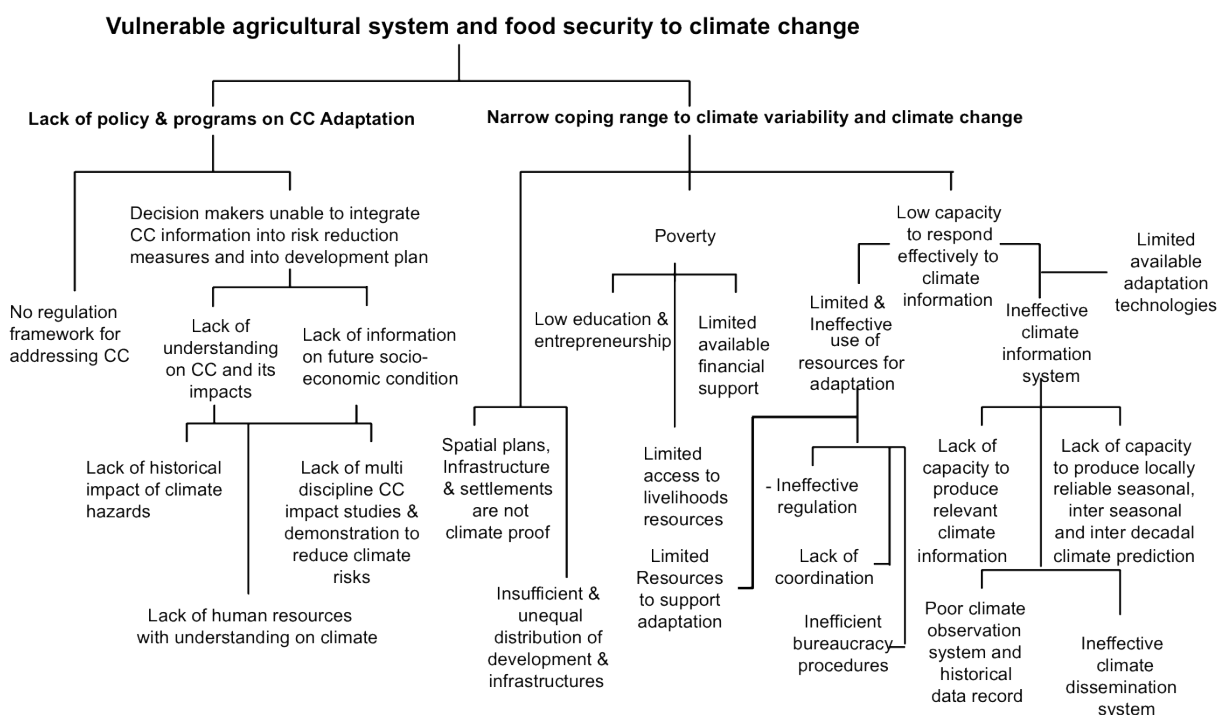 Vulnerable agricultural system and food security to climate change
Lack of policy & programs on CC Adaptation
Narrow coping range to climate variability and climate change
No regulation
framework for
addressing CC
Decision makers unable to integrate
CC information into risk reduction
measures and into development plan
Lack of
understanding
on CC and its
impacts
Lack of information
on future socio-
economic condition
Lack of historical
impact of climate
hazards
Lack of multi
discipline CC
impact studies &
demonstration to
reduce climate
risks
Lack of human resources
with understanding on climate
Spatial plans,
Infrastructure
& settlements
are not
climate proof
Insufficient &
unequal
distribution of
development &
infrastructures
Poverty
Low education &
entrepreneurship
Limited
available
financial
support
Limited
access to
livelihoods
resources
Low capacity
to respond
effectively to
climate
information
Limited &
Ineffective
use of
resources for
adaptation
Limited
Resources
to support
adaptation
- Ineffective
regulation
Lack of
coordination
Inefficient
bureaucracy
procedures
Ineffective
climate
information
system
Limited
available
adaptation
technologies
Lack of
capacity to
produce
relevant
climate
information
Lack of capacity
to produce locally
reliable seasonal,
inter seasonal
and inter decadal
climate prediction
Poor climate
observation
system and
historical
data record
Ineffective
climate
dissemination
system